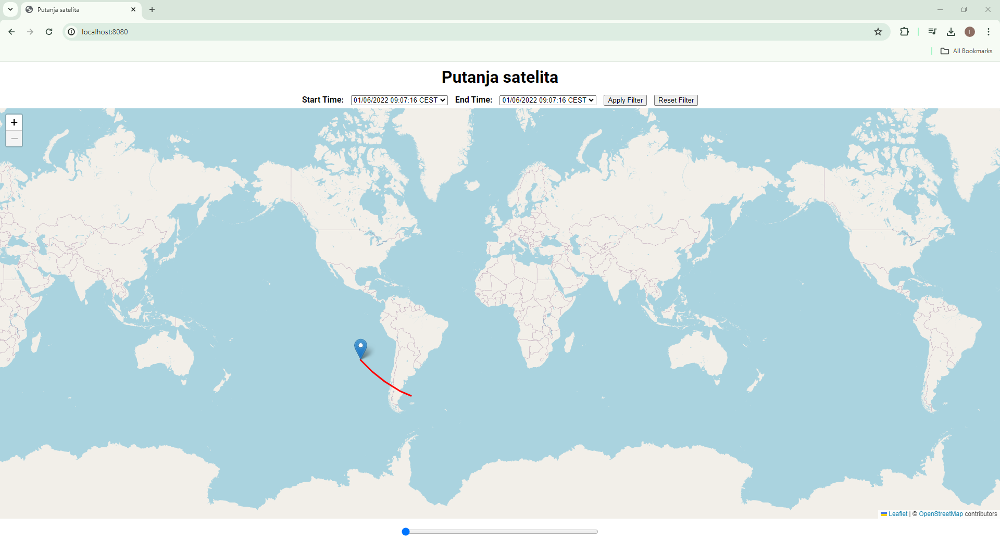 Putanja satelita
localhost:8080
All Bookmarks
Putanja satelita
Start Time: 01/06/2022 09:07:16 CEST End Time: 01/06/2022 09:07:16 CEST Apply Filter Reset Filter
+
−
Leaflet | © OpenStreetMap contributors